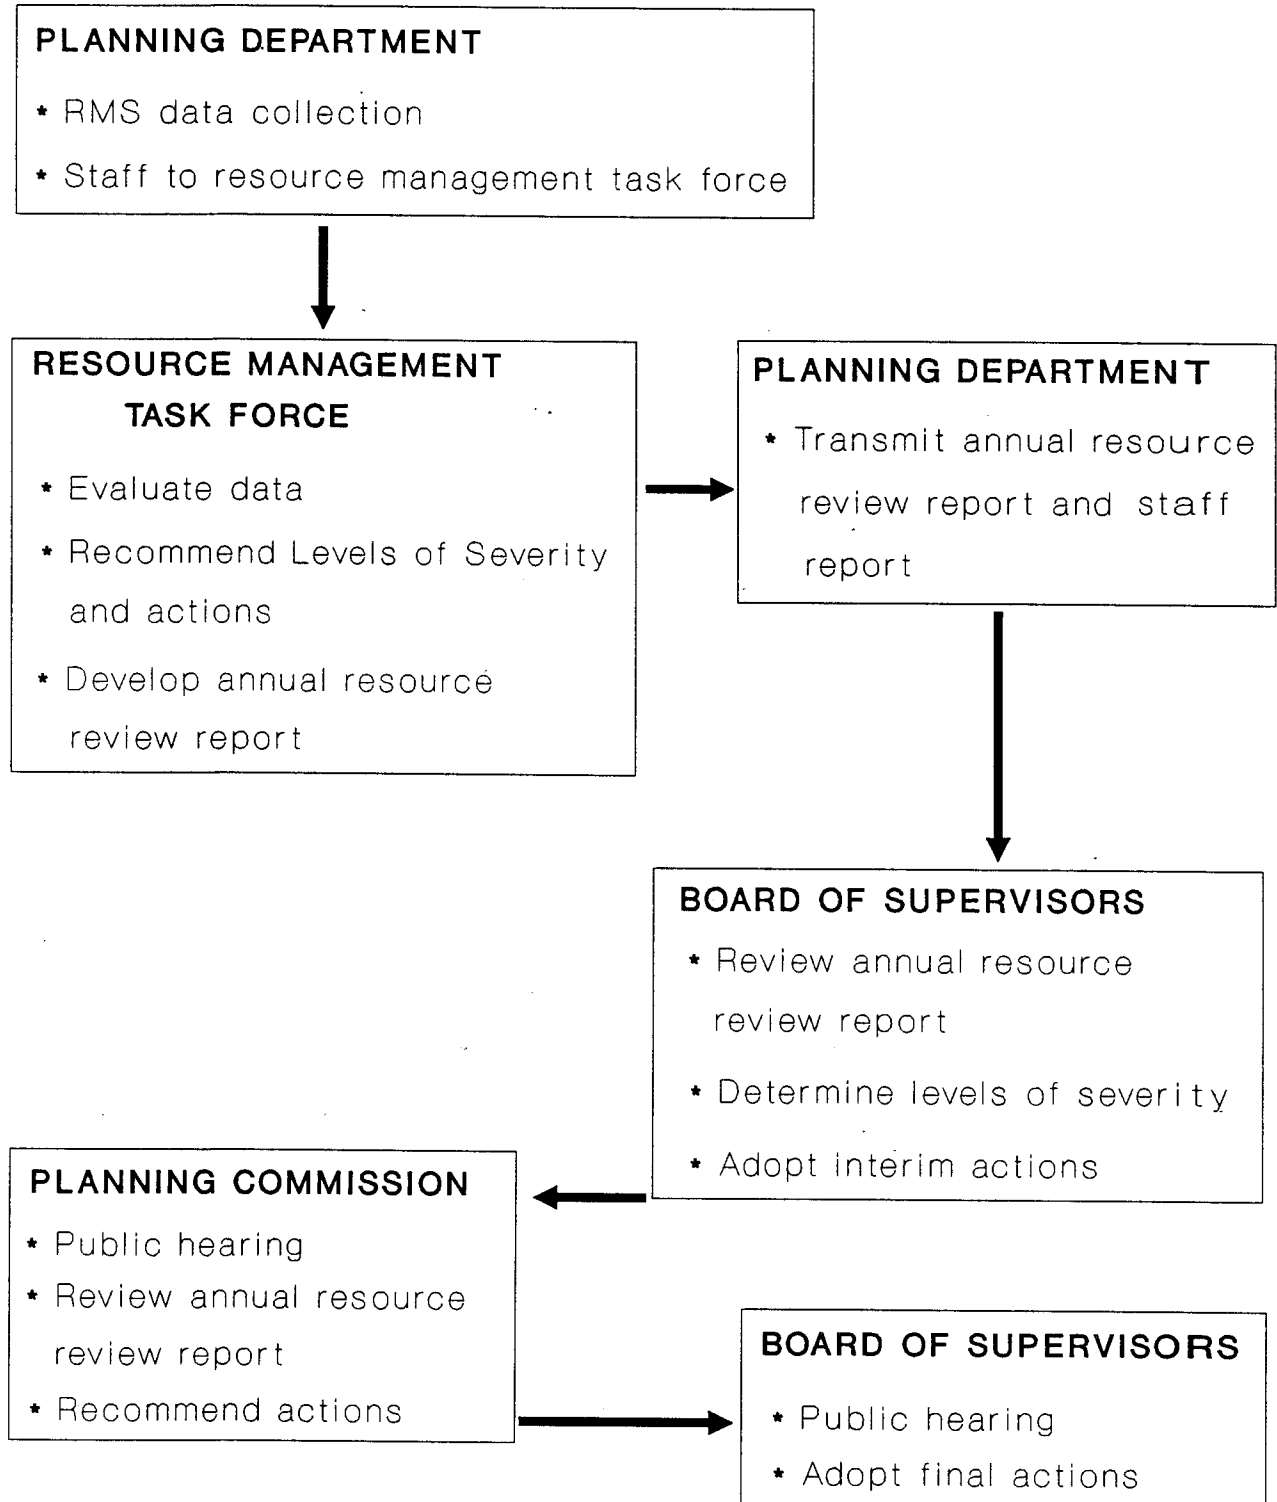 PLANNING DEPARTMENT
* RMS data collection
* Staff to resource management task force
RESOURCE MANAGEMENT
TASK FORCE
* Evaluate data
* Recommend Levels of Severity
and actions
* Develop annual resource
review report
PLANNING DEPARTMENT
* Transmit annual resource
review report and staff
report
BOARD OF SUPERVISORS
* Review annual resource
review report
* Determine levels of severity
* Adopt interim actions
PLANNING COMMISSION
* Public hearing
* Review annual resource
review report
* Recommend actions
BOARD OF SUPERVISORS
* Public hearing
* Adopt final actions